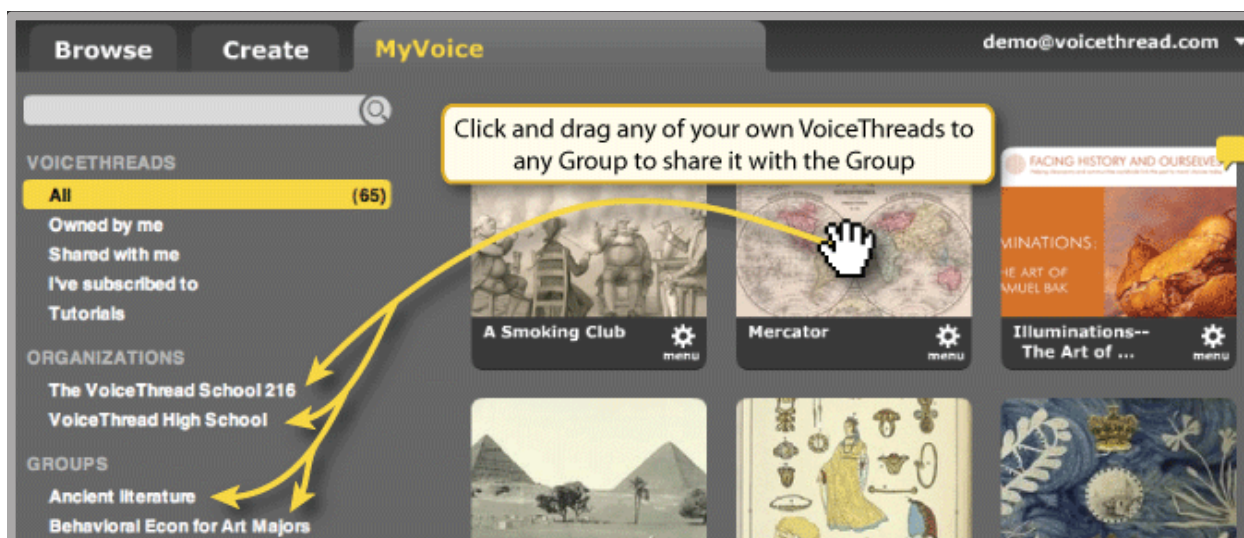 Browse
Create
MyVoice
demo@voicethread.com
Click and drag any of your own VoiceThreads to
any Group to share it with the Group
VOICETHREADS
All (65)
Owned by me
Shared with me
I've subscribed to
Tutorials
ORGANIZATIONS
The VoiceThread School 216
VoiceThread High School
GROUPS
Ancient literature
Behavioral Econ for Art Majors
A Smoking Club
menu
Mercator
menu
FACING HISTORY AND OURSELVES
MINATIONS:
HE ART OF
AMUEL BAK
Illuminations--
The Art of ...
menu